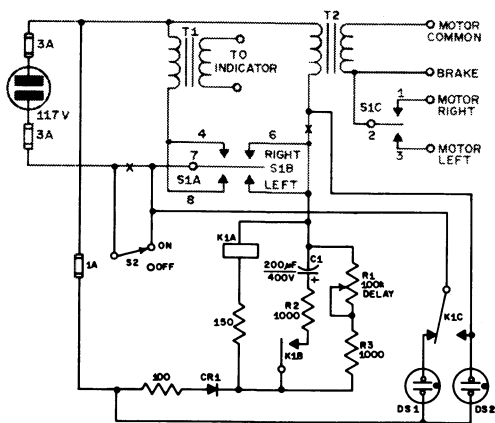 T1
T2
3A
TO
INDICATOR
MOTOR
COMMON
BRAKE
117V
S1C
1
MOTOR
RIGHT
2
3A
3
MOTOR
LEFT
4
6
7
RIGHT
S1A
S1B
LEFT
8
ON
S2
OFF
K1A
C1
200µF
400V
+
R1
100K
DELAY
K1C
1A
R2
1000
150
R3
1000
K1B
100
CR1
DS1
DS2